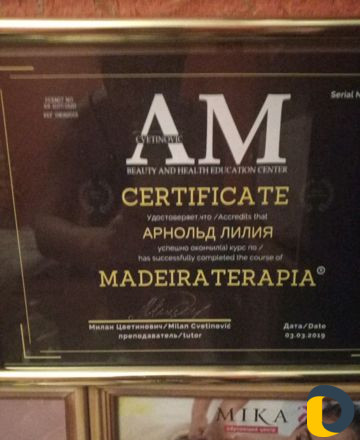 Serial N
AM
CVETINOVIC
BEAUTY AND HEALTH EDUCATION CENTER
CERTIFICATE
Удостоверяет,что /Accredits that
АРНОЛЬД ЛИЛИЯ
успешно окончил(а) курс по /
has successfully completed the course of
MADEIRATERAPIA®
Милан Цветинович/Milan Cvetinović
преподаватель/tutor
Дата/Date
03.03.2019
MIKA